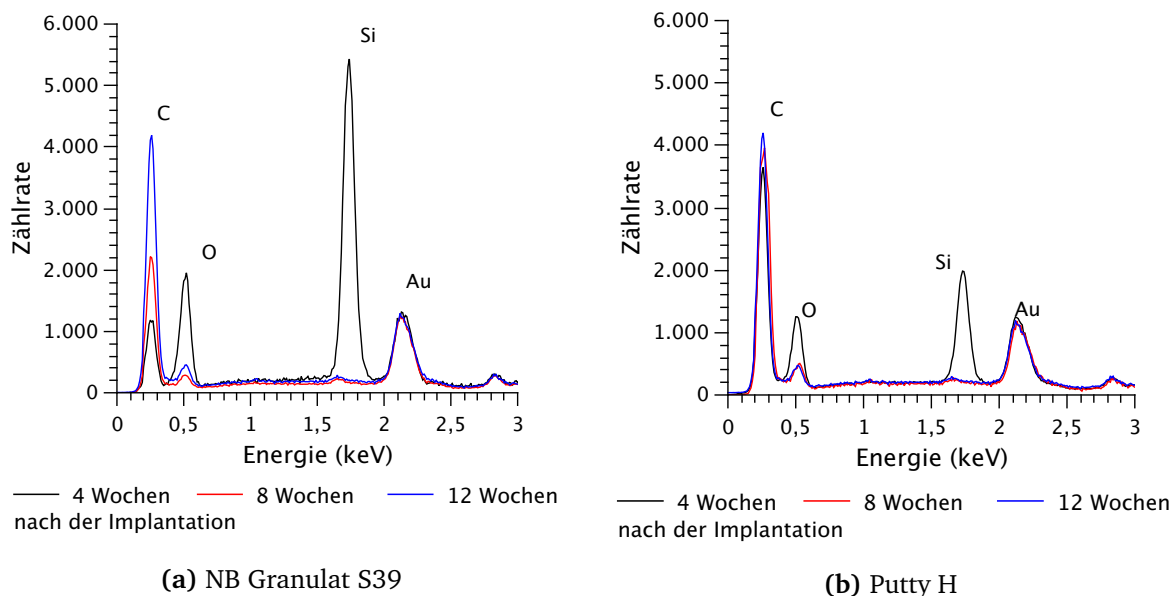 6.000
5.000
4.000
3.000
2.000
1.000
0
Zählrate
C
O
Si
Au
0 0,5 1 1,5 2 2,5 3
Energie (keV)
4 Wochen 8 Wochen 12 Wochen
nach der Implantation
(a) NB Granulat S39
6.000
5.000
4.000
3.000
2.000
1.000
0
Zählrate
C
O
Si
Au
0 0,5 1 1,5 2 2,5 3
Energie (keV)
4 Wochen 8 Wochen 12 Wochen
nach der Implantation
(b) Putty H